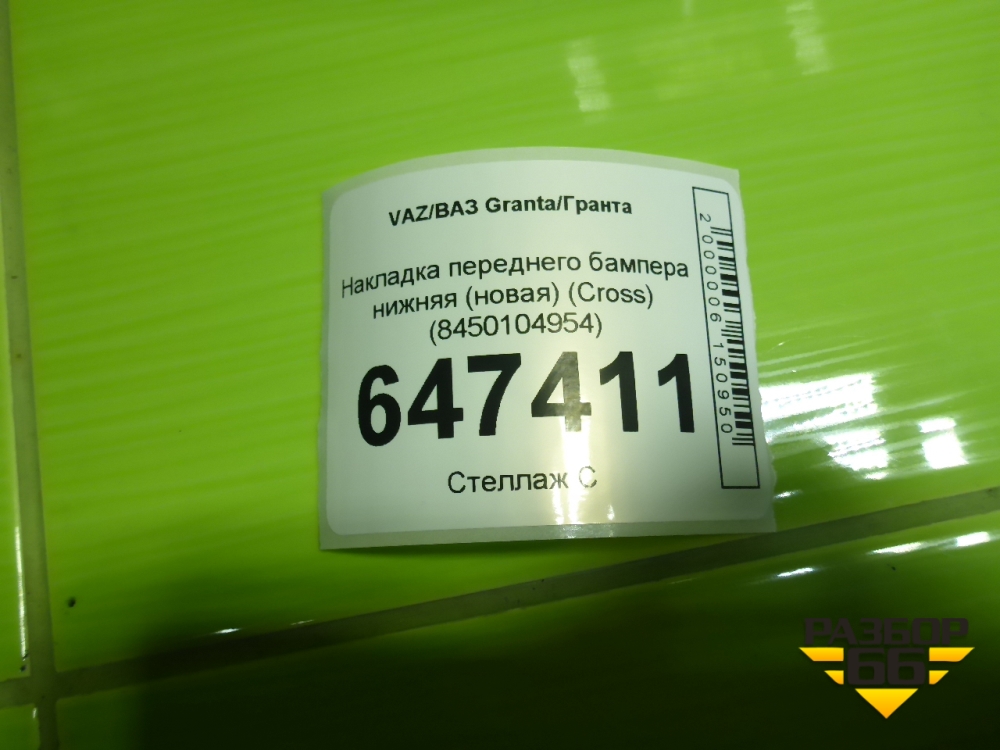 VAZ/ВАЗ Granta/Гранта
Накладка переднего бампера
нижняя (новая) (Cross)
(8450104954)
647411
Стеллаж С
2000006150950
РАЗБОР
66